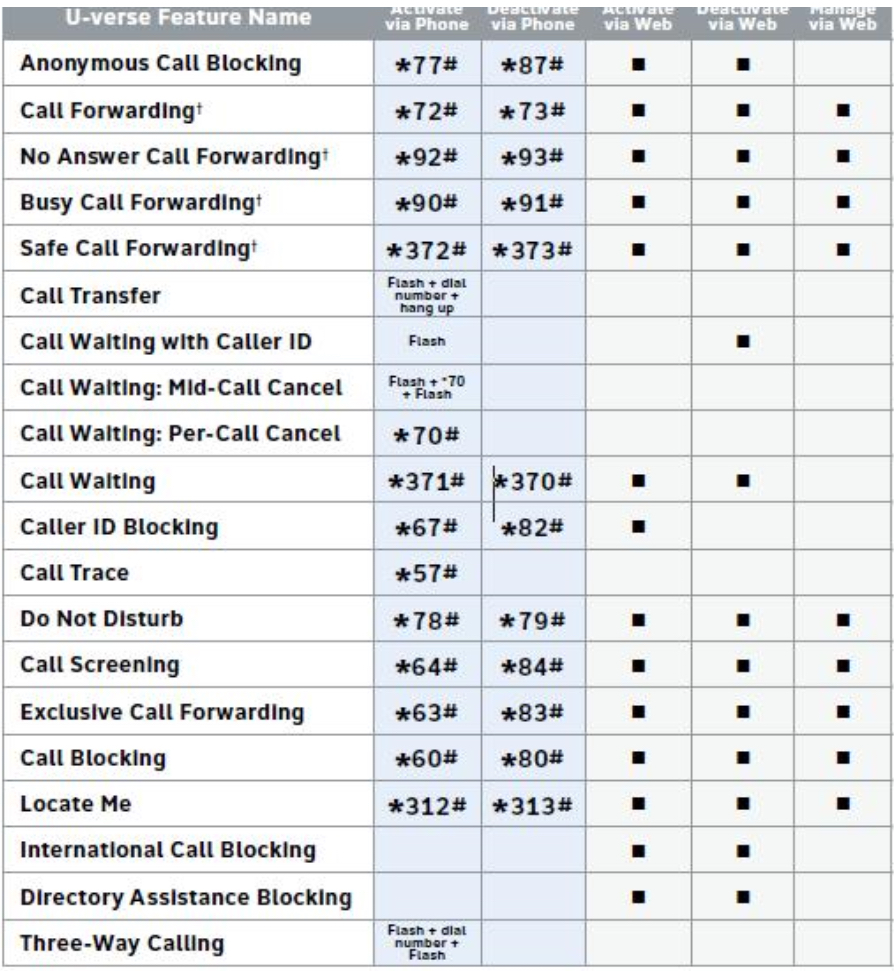 U-verse Feature Name Activate via Phone Deactivate via Phone Activate via Web Deactivate via Web Manage via Web
Anonymous Call Blocking *77# *87# ■ ■
Call Forwarding† *72# *73# ■ ■ ■
No Answer Call Forwarding† *92# *93# ■ ■ ■
Busy Call Forwarding† *90# *91# ■ ■ ■
Safe Call Forwarding† *372# *373# ■ ■ ■
Call Transfer Flash + dial number + hang up
Call Waiting with Caller ID Flash ■
Call Waiting: Mid-Call Cancel Flash + *70 + Flash
Call Waiting: Per-Call Cancel *70#
Call Waiting *371# *370# ■ ■
Caller ID Blocking *67# *82# ■
Call Trace *57#
Do Not Disturb *78# *79# ■ ■ ■
Call Screening *64# *84# ■ ■ ■
Exclusive Call Forwarding *63# *83# ■ ■ ■
Call Blocking *60# *80# ■ ■ ■
Locate Me *312# *313# ■ ■ ■
International Call Blocking ■ ■
Directory Assistance Blocking ■ ■
Three-Way Calling Flash + dial number + Flash